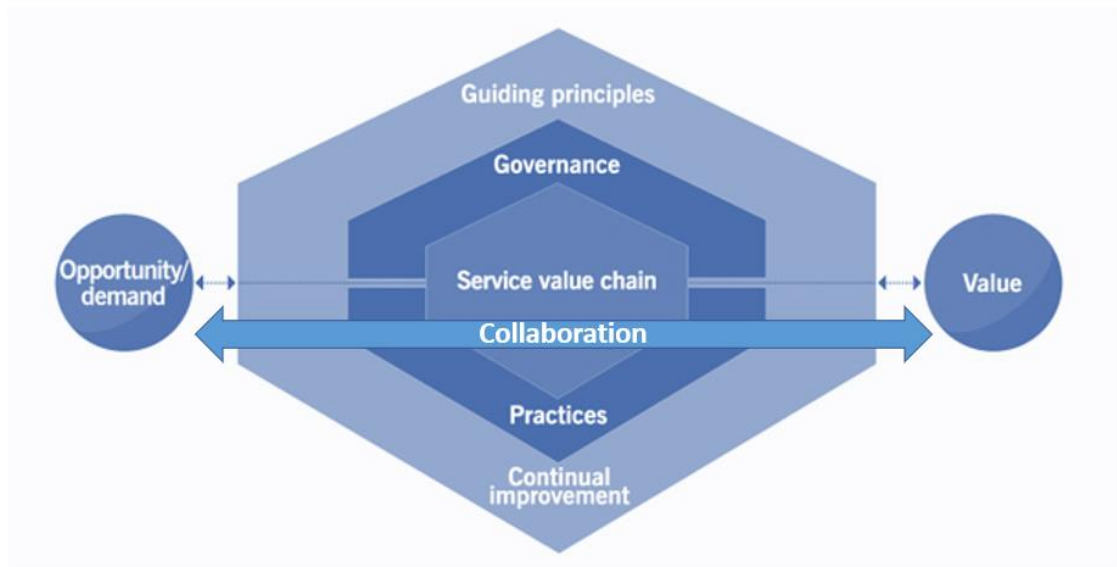 Guiding principles
Governance
Opportunity/
demand
Service value chain
Value
Collaboration
Practices
Continual
improvement